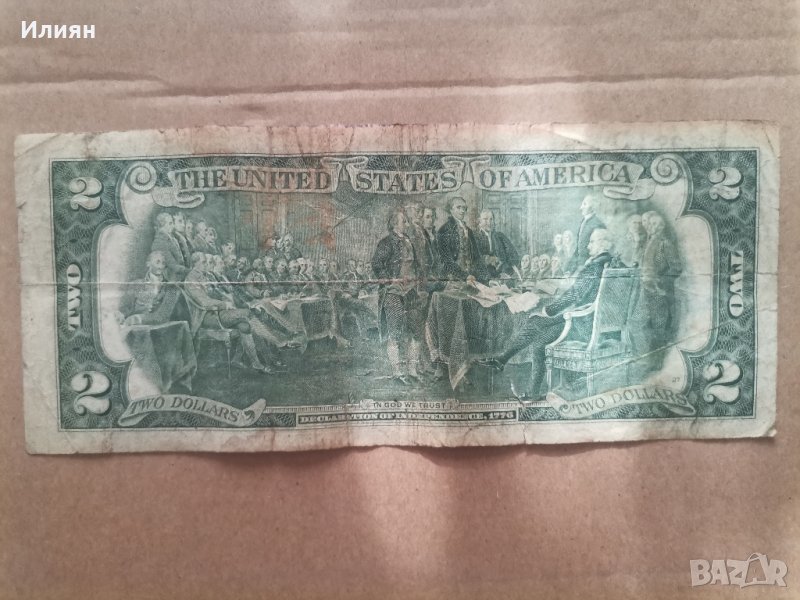 Илиян
THE UNITED STATES OF AMERICA
2
2
TWO
TWO
2
2
TWO DOLLARS
IN GOD WE TRUST
TWO DOLLARS
DECLARATION OF INDEPENDENCE, 1776
BAZAR